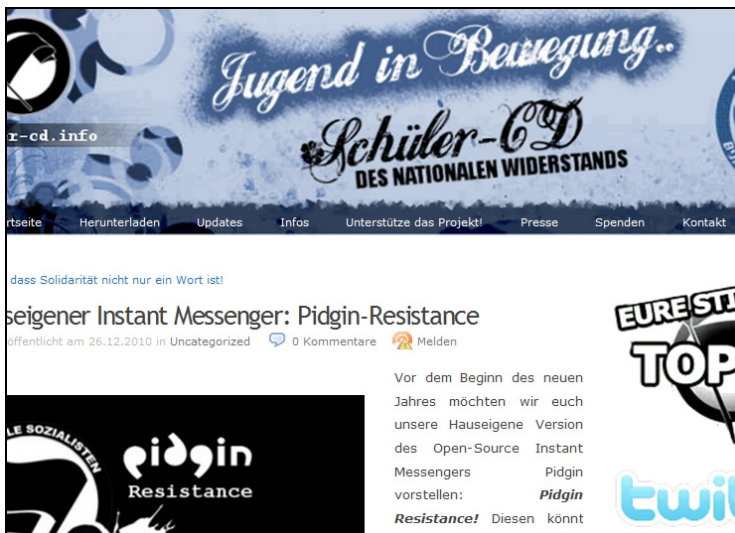 Jugend in Bewegung..
r-cd.info
Schüler-CD
DES NATIONALEN WIDERSTANDS
rtseite Herunterladen Updates Infos Unterstütze das Projekt! Presse Spenden Kontakt
dass Solidarität nicht nur ein Wort ist!
seigener Instant Messenger: Pidgin-Resistance
öffentlicht am 26.12.2010 in Uncategorized 0 Kommentare Melden
EURE STI
TOP
Vor dem Beginn des neuen
Jahres möchten wir euch
unsere Hauseigene Version
des Open-Source Instant
Messengers Pidgin
vorstellen: Pidgin
Resistance! Diesen könnt
LE SOZIALISTEN
pidgin
Resistance
twi